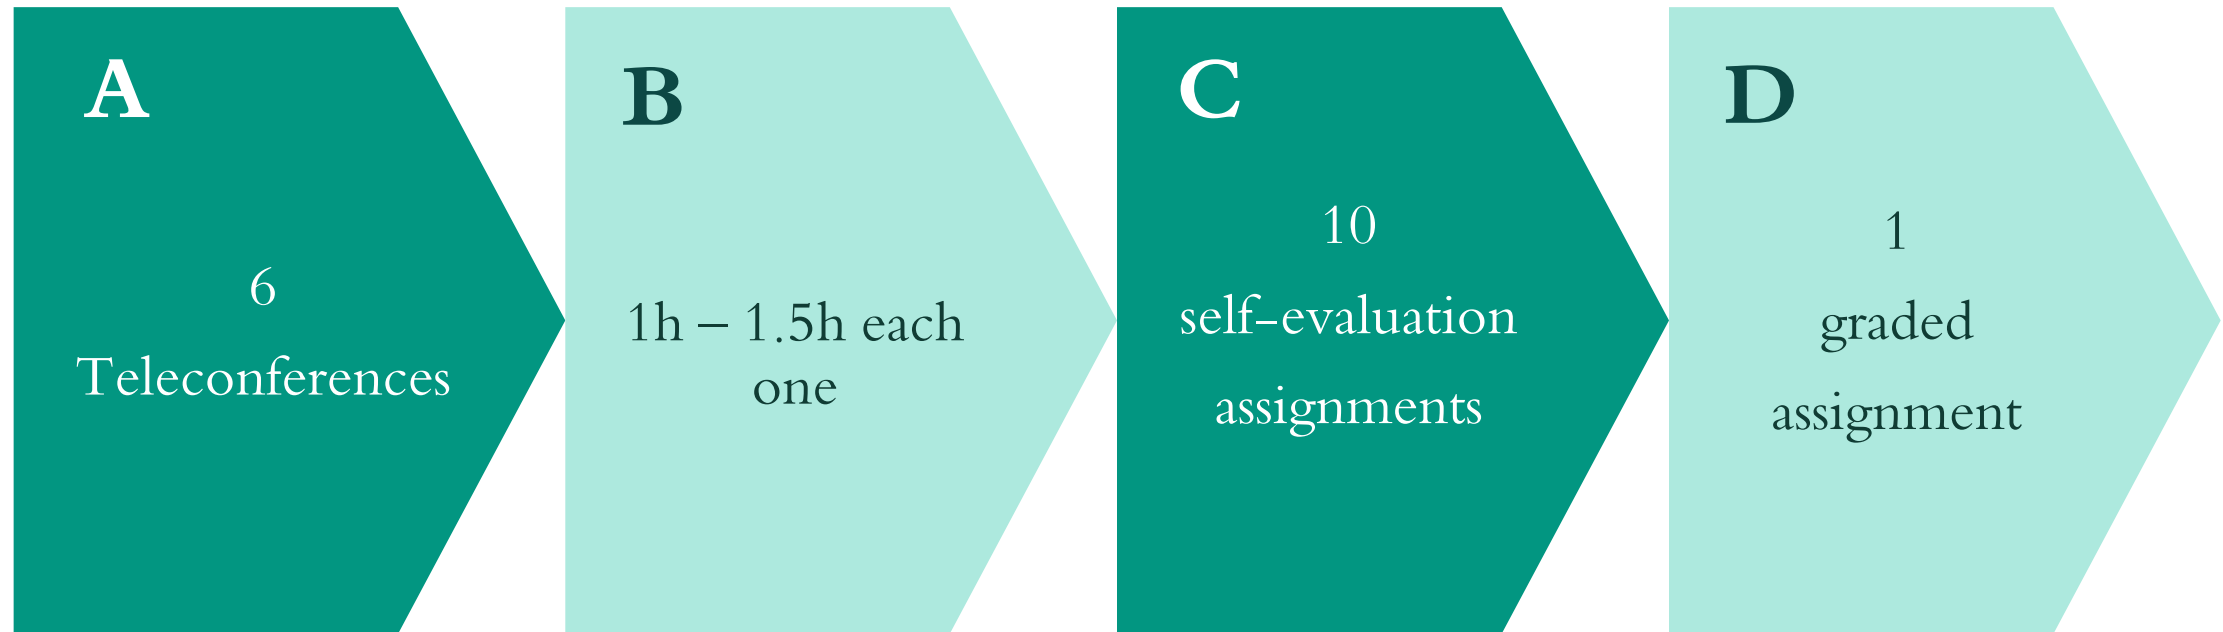 A
6
Teleconferences
B
1h – 1.5h each
one
C
10
self-evaluation
assignments
D
1
graded
assignment